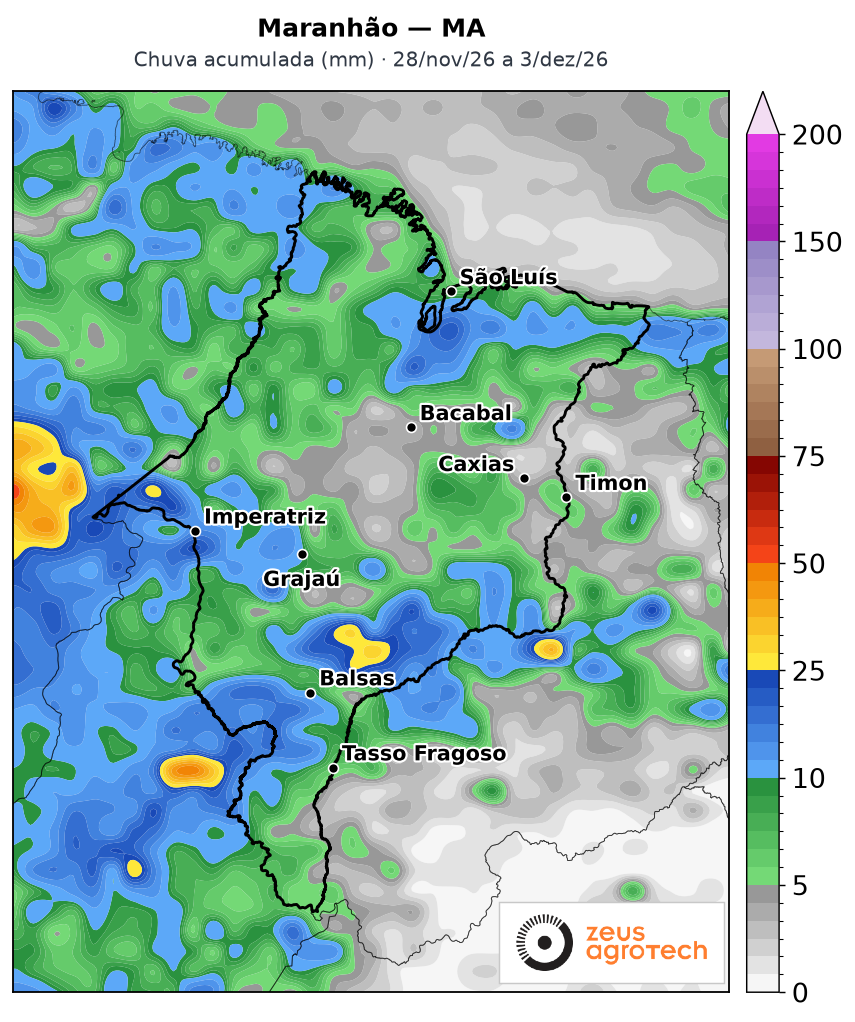 Maranhão — MA
Chuva acumulada (mm) · 28/nov/26 a 3/dez/26
200
150
100
75
50
25
10
5
0
São Luís
Bacabal
Caxias
Timon
Imperatriz
Grajaú
Balsas
Tasso Fragoso
zeus
agrotech